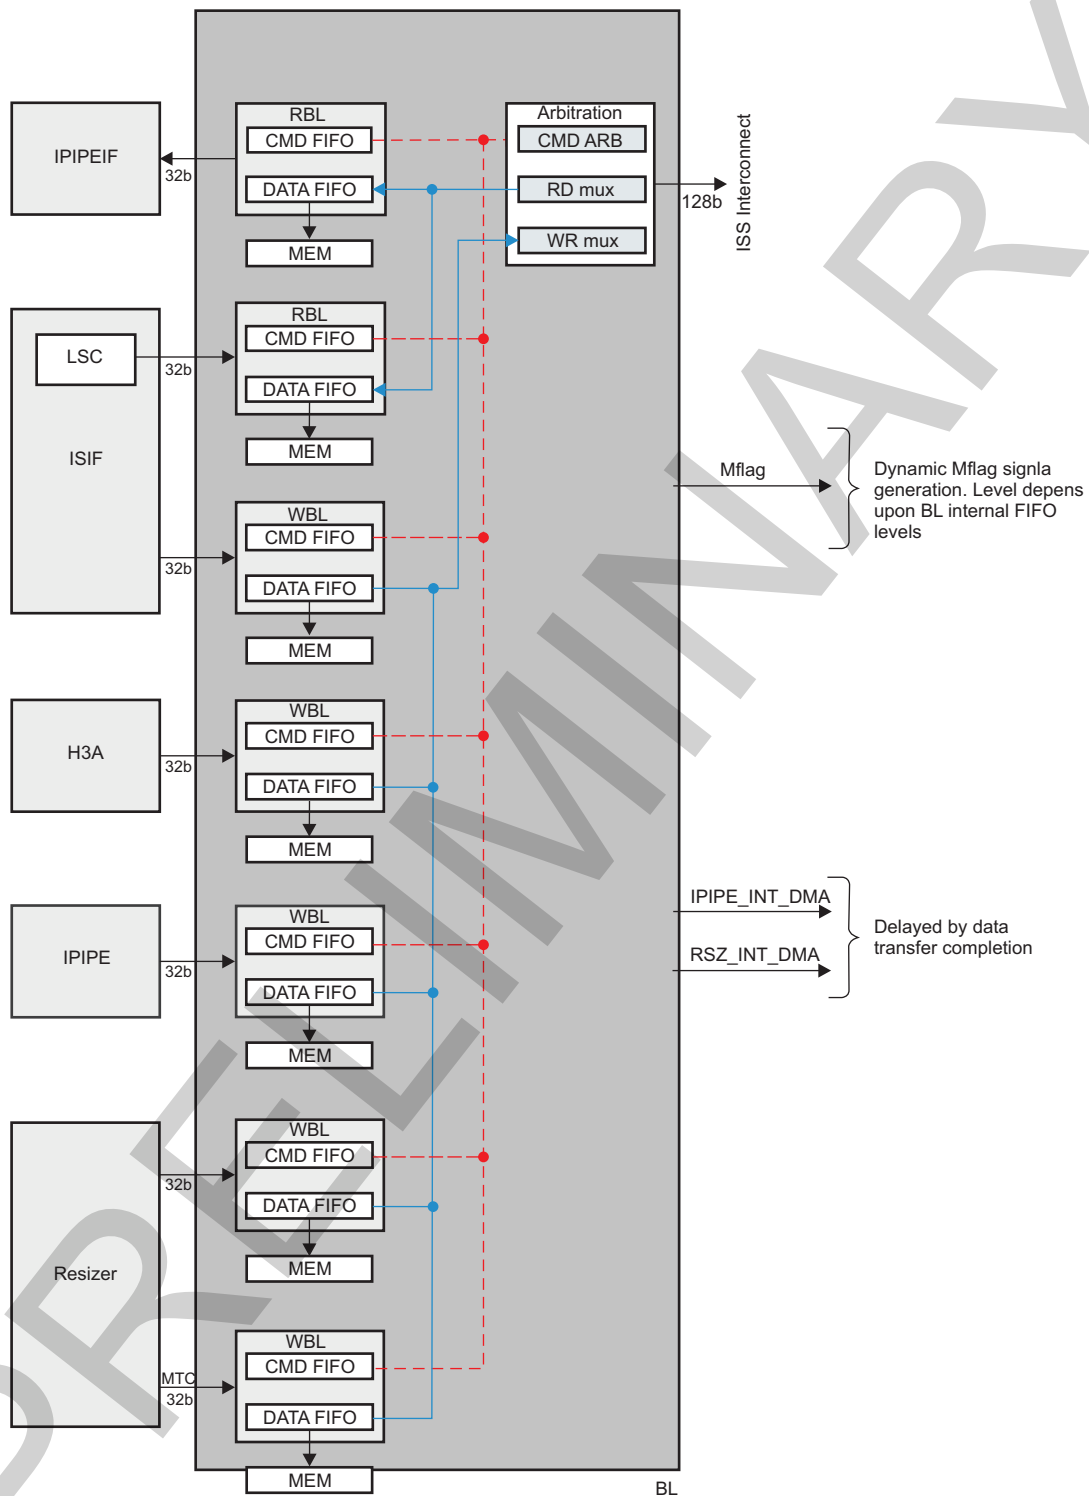 RBL
CMD FIFO
DATA FIFO
MEM
IPIPEIF
32b
Arbitration
CMD ARB
RD mux
WR mux
128b
ISS Interconnect
RBL
CMD FIFO
DATA FIFO
MEM
LSC
32b
ISIF
WBL
CMD FIFO
DATA FIFO
MEM
32b
Mflag
Dynamic Mflag signla
generation. Level depens
upon BL internal FIFO
levels
WBL
CMD FIFO
DATA FIFO
MEM
H3A
32b
WBL
CMD FIFO
DATA FIFO
MEM
IPIPE
32b
IPIPE_INT_DMA
RSZ_INT_DMA
Delayed by data
transfer completion
WBL
CMD FIFO
DATA FIFO
MEM
32b
Resizer
WBL
CMD FIFO
DATA FIFO
MEM
MTC
32b
BL
PRELIMINARY